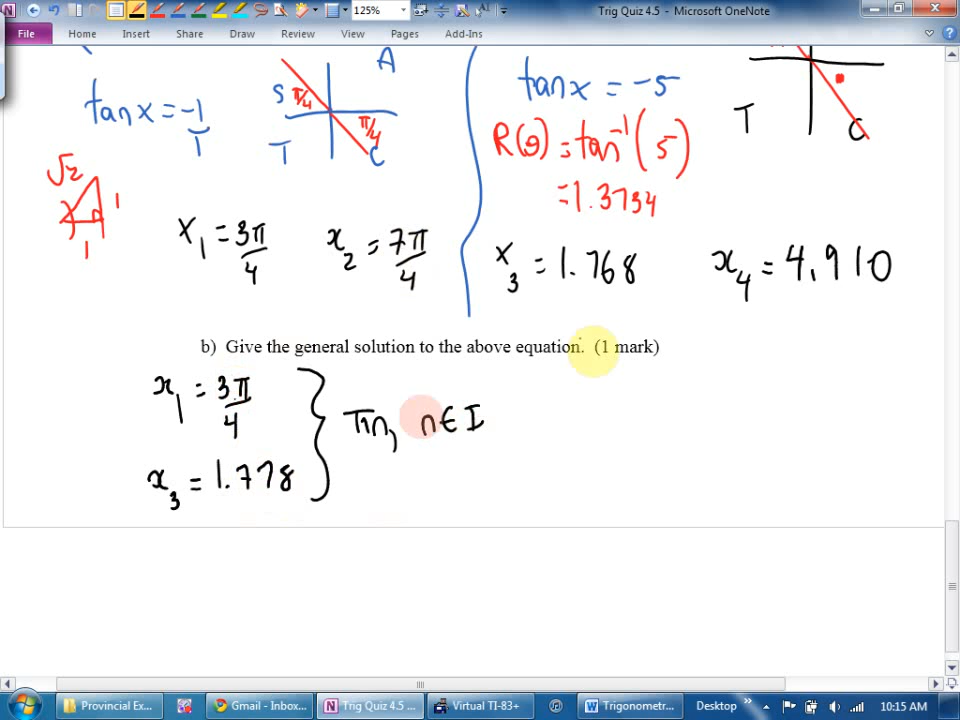 Trig Quiz 4.5 - Microsoft OneNote
125%
File Home Insert Share Draw Review View Pages Add-Ins
tan x = -1/1
S A
π/4
π/4
T C
√2
1
1
x₁ = 3π/4 x₂ = 7π/4
tan x = -5
T C
R(θ) = tan⁻¹(5)
= 1.3734
x₃ = 1.768 x₄ = 4.910
b) Give the general solution to the above equation. (1 mark)
x₁ = 3π/4
x₃ = 1.778
} πn, n∈I
Provincial Ex... Gmail - Inbox... Trig Quiz 4.5 ... Virtual TI-83+ Trigonometr... Desktop » 10:15 AM